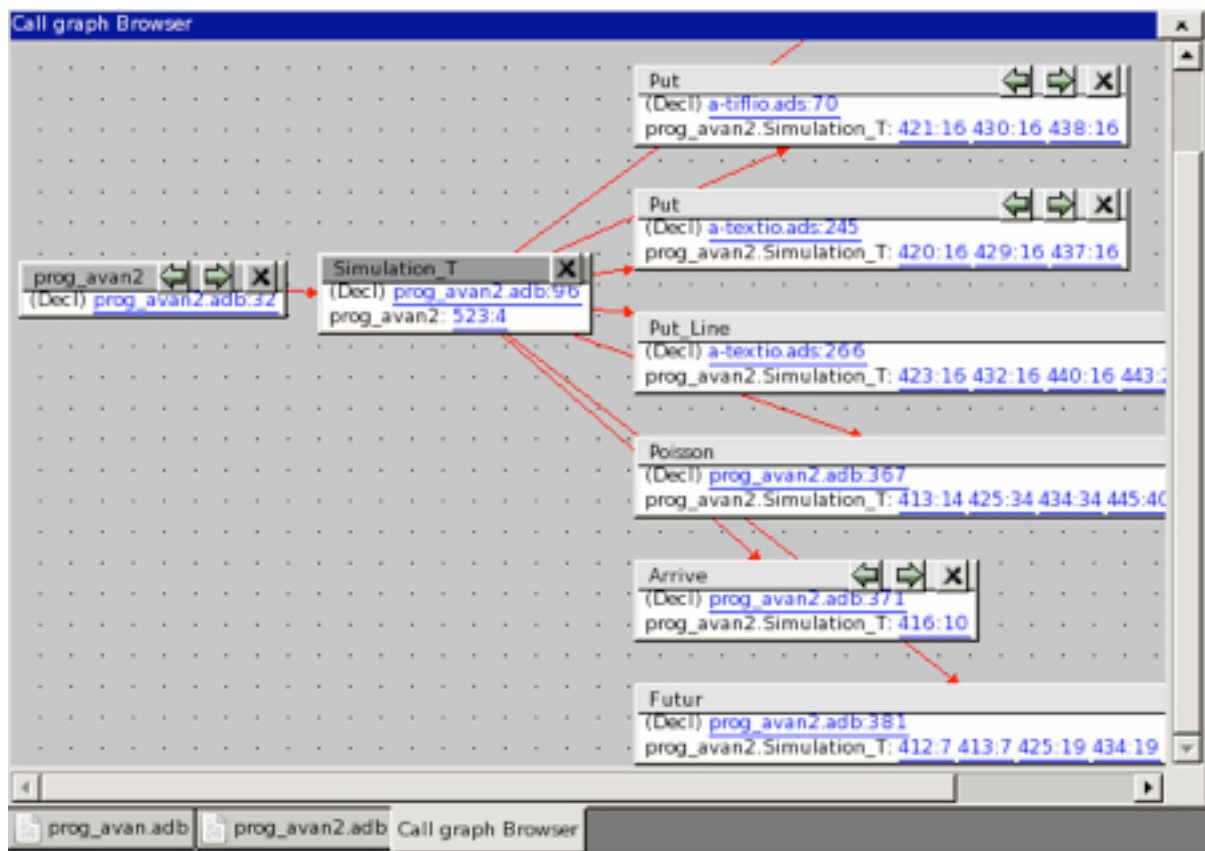 Call graph Browser
Put
(Decl) a-tiflio.ads:70
prog_avan2.Simulation_T: 421:16 430:16 438:16
Put
(Decl) a-textio.ads:245
prog_avan2.Simulation_T: 420:16 429:16 437:16
prog_avan2
(Decl) prog_avan2.adb:32
Simulation_T
(Decl) prog_avan2.adb:96
prog_avan2: 523:4
Put_Line
(Decl) a-textio.ads:266
prog_avan2.Simulation_T: 423:16 432:16 440:16 443:
Poisson
(Decl) prog_avan2.adb:367
prog_avan2.Simulation_T: 413:14 425:34 434:34 445:40
Arrive
(Decl) prog_avan2.adb:371
prog_avan2.Simulation_T: 416:10
Futur
(Decl) prog_avan2.adb:381
prog_avan2.Simulation_T: 412:7 413:7 425:19 434:19
prog_avan.adb
prog_avan2.adb
Call graph Browser